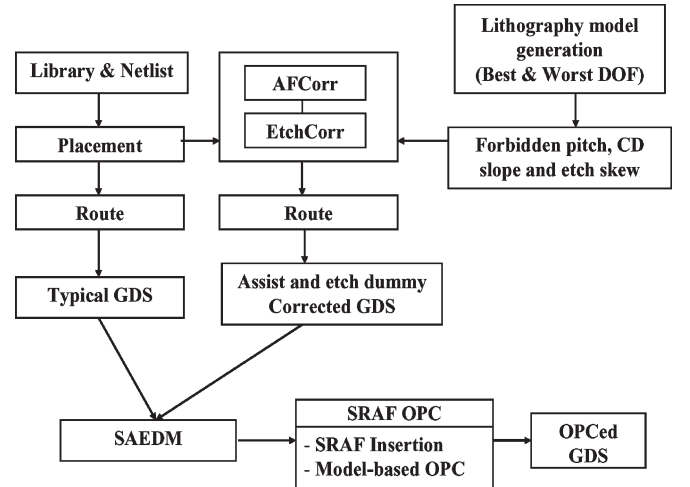 Lithography model
generation
(Best & Worst DOF)
Library & Netlist
AFCorr
EtchCorr
Placement
Forbidden pitch, CD
slope and etch skew
Route
Route
Typical GDS
Assist and etch dummy
Corrected GDS
SAEDM
SRAF OPC
- SRAF Insertion
- Model-based OPC
OPCed
GDS